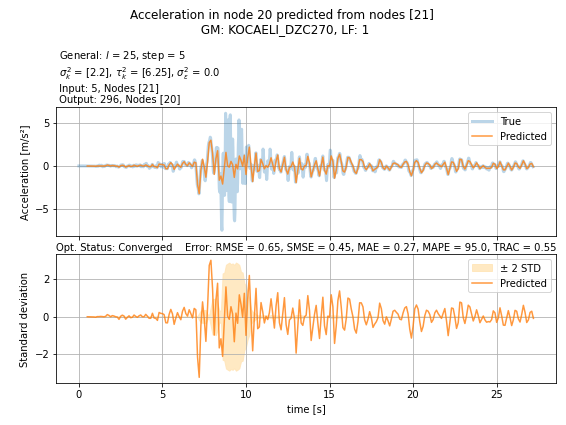 Acceleration in node 20 predicted from nodes [21]
GM: KOCAELI_DZC270, LF: 1
General: l = 25, step = 5
σ²ₖ = [2.2], τ²ₖ = [6.25], σ²ε = 0.0
Input: 5, Nodes [21]
Output: 296, Nodes [20]
Acceleration [m/s²]
5
0
−5
True
Predicted
Opt. Status: Converged Error: RMSE = 0.65, SMSE = 0.45, MAE = 0.27, MAPE = 95.0, TRAC = 0.55
Standard deviation
2
0
−2
± 2 STD
Predicted
0 5 10 15 20 25
time [s]